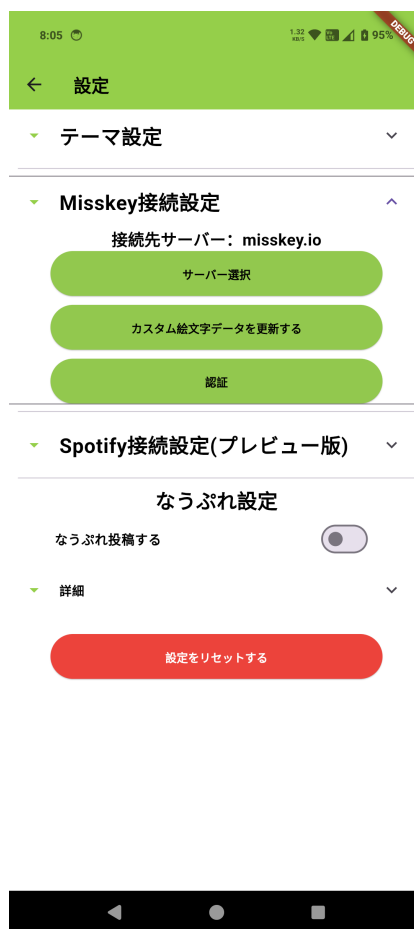 8:05
1.32
KB/S
95%
DEBUG
設定
テーマ設定
Misskey接続設定
接続先サーバー：misskey.io
サーバー選択
カスタム絵文字データを更新する
認証
Spotify接続設定(プレビュー版)
なうぷれ設定
なうぷれ投稿する
詳細
設定をリセットする